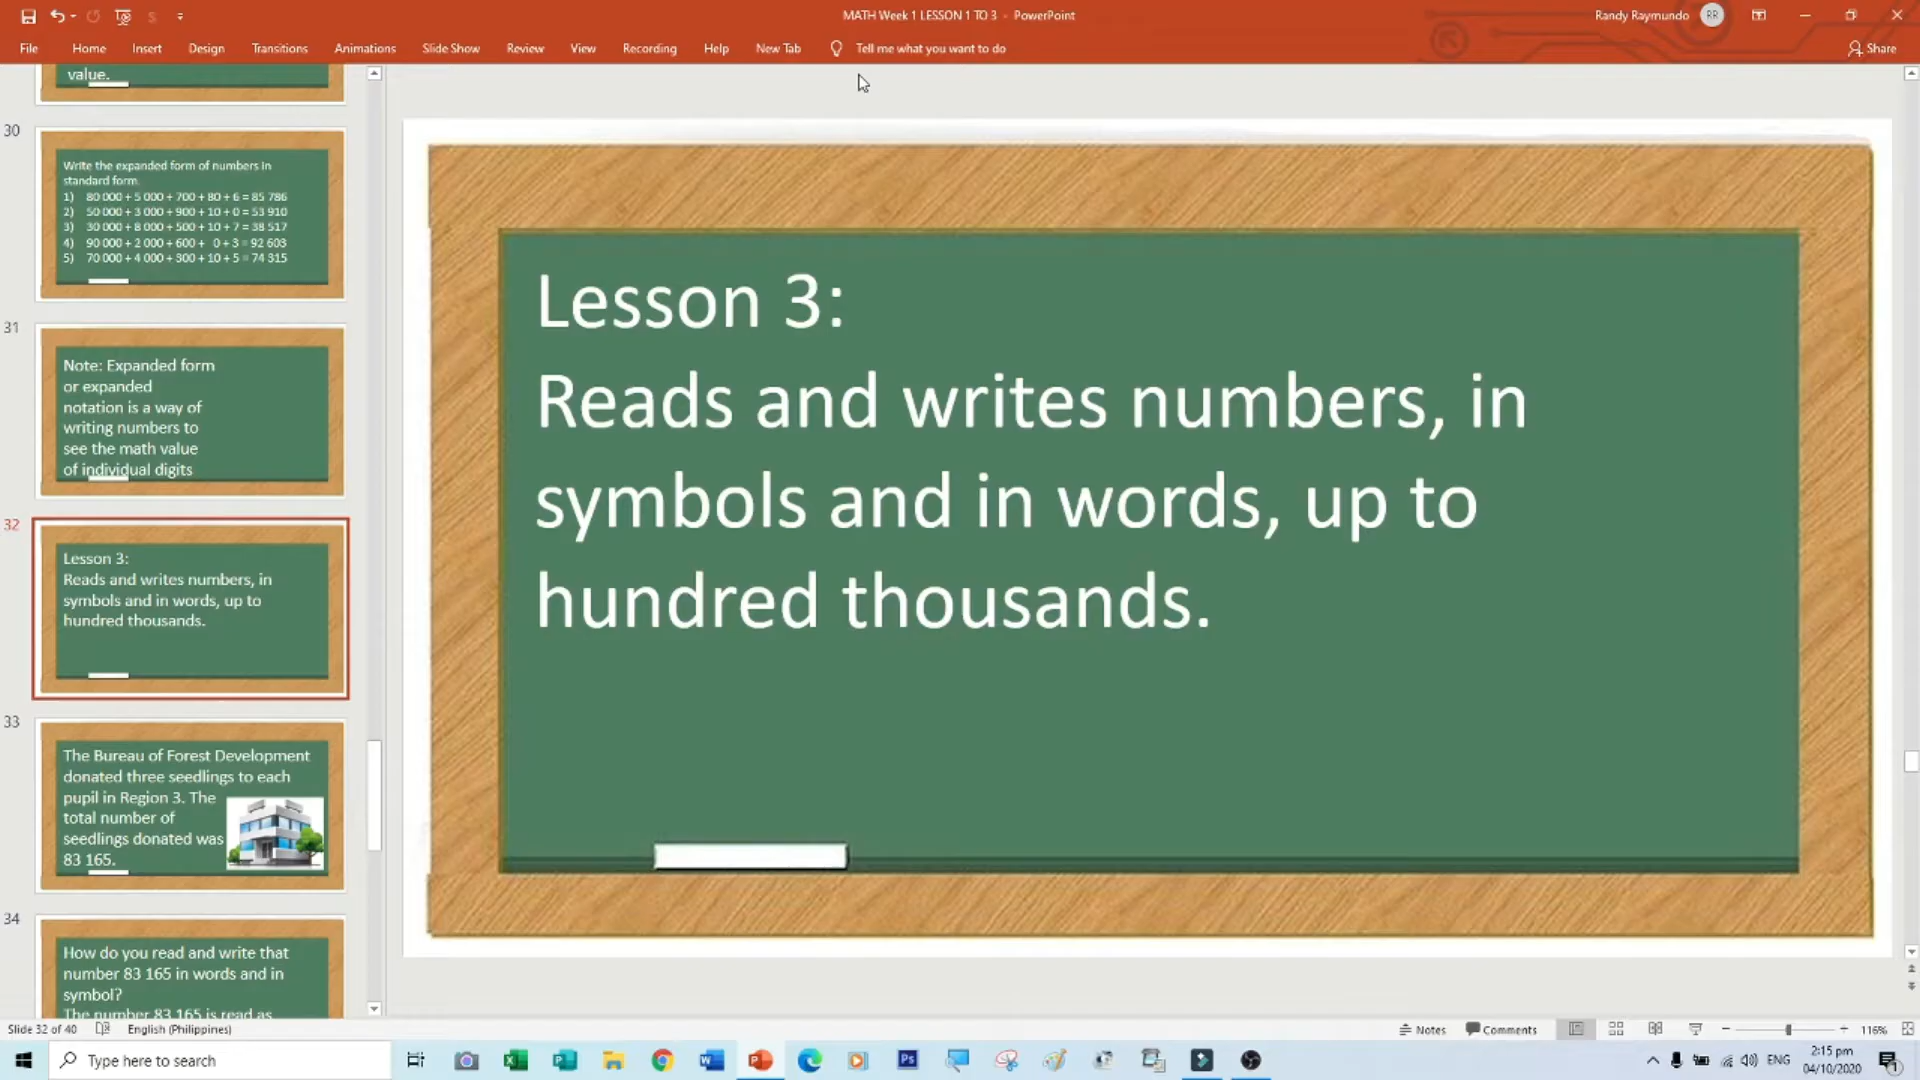 MATH Week 1 LESSON 1 TO 3 - PowerPoint
Randy Raymundo
RR
File Home Insert Design Transitions Animations Slide Show Review View Recording Help New Tab Tell me what you want to do
Share
value.
30
Write the expanded form of numbers in
standard form.
1) 80 000 + 5 000 + 700 + 80 + 6 = 85 786
2) 50 000 + 3 000 + 900 + 10 + 0 = 53 910
3) 30 000 + 8 000 + 500 + 10 + 7 = 38 517
4) 90 000 + 2 000 + 600 + 0 + 3 = 92 603
5) 70 000 + 4 000 + 300 + 10 + 5 = 74 315
31
Note: Expanded form
or expanded
notation is a way of
writing numbers to
see the math value
of individual digits
32
Lesson 3:
Reads and writes numbers, in
symbols and in words, up to
hundred thousands.
33
The Bureau of Forest Development
donated three seedlings to each
pupil in Region 3. The
total number of
seedlings donated was
83 165.
34
How do you read and write that
number 83 165 in words and in
symbol?
The number 83 165 is read as
Lesson 3:
Reads and writes numbers, in
symbols and in words, up to
hundred thousands.
Slide 32 of 40
English (Philippines)
Notes
Comments
116%
Type here to search
ENG
2:15 pm
04/10/2020